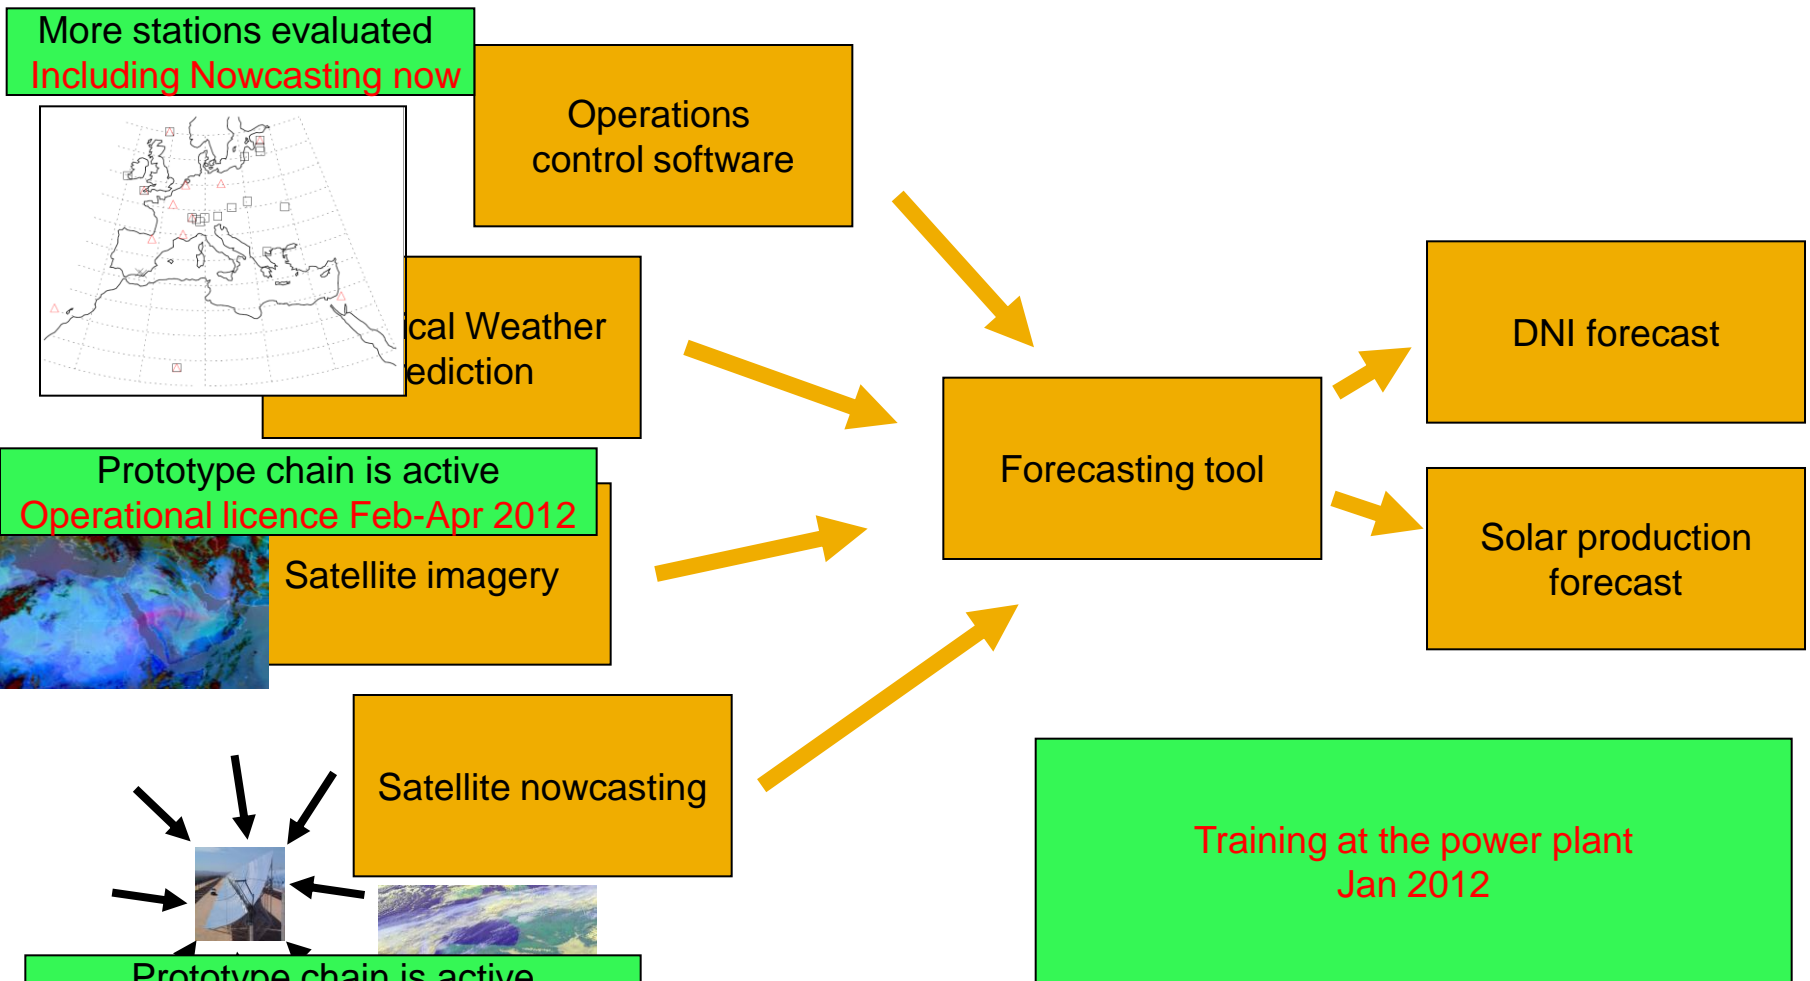 More stations evaluated
Including Nowcasting now
Operations
control software
ical Weather
ediction
DNI forecast
Forecasting tool
Prototype chain is active
Operational licence Feb-Apr 2012
Satellite imagery
Solar production
forecast
Satellite nowcasting
Training at the power plant
Jan 2012
Prototype chain is active